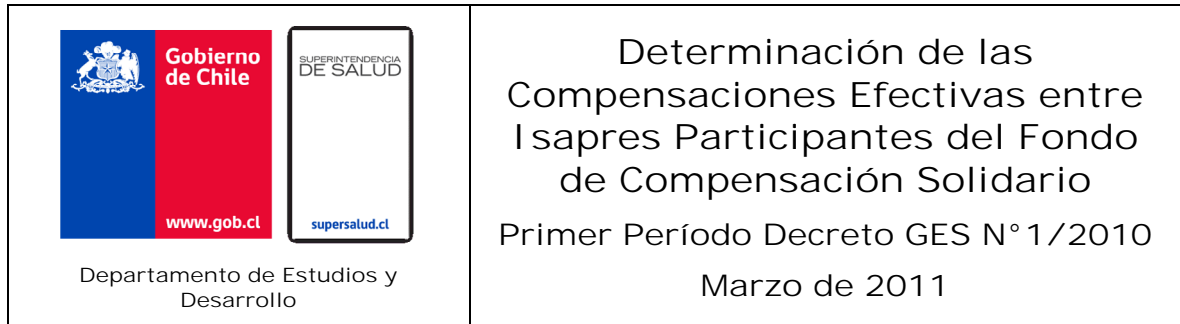 Gobierno
de Chile
www.gob.cl
SUPERINTENDENCIA
DE SALUD
supersalud.cl
Departamento de Estudios y
Desarrollo
Determinación de las
Compensaciones Efectivas entre
Isapres Participantes del Fondo
de Compensación Solidario
Primer Período Decreto GES N°1/2010
Marzo de 2011